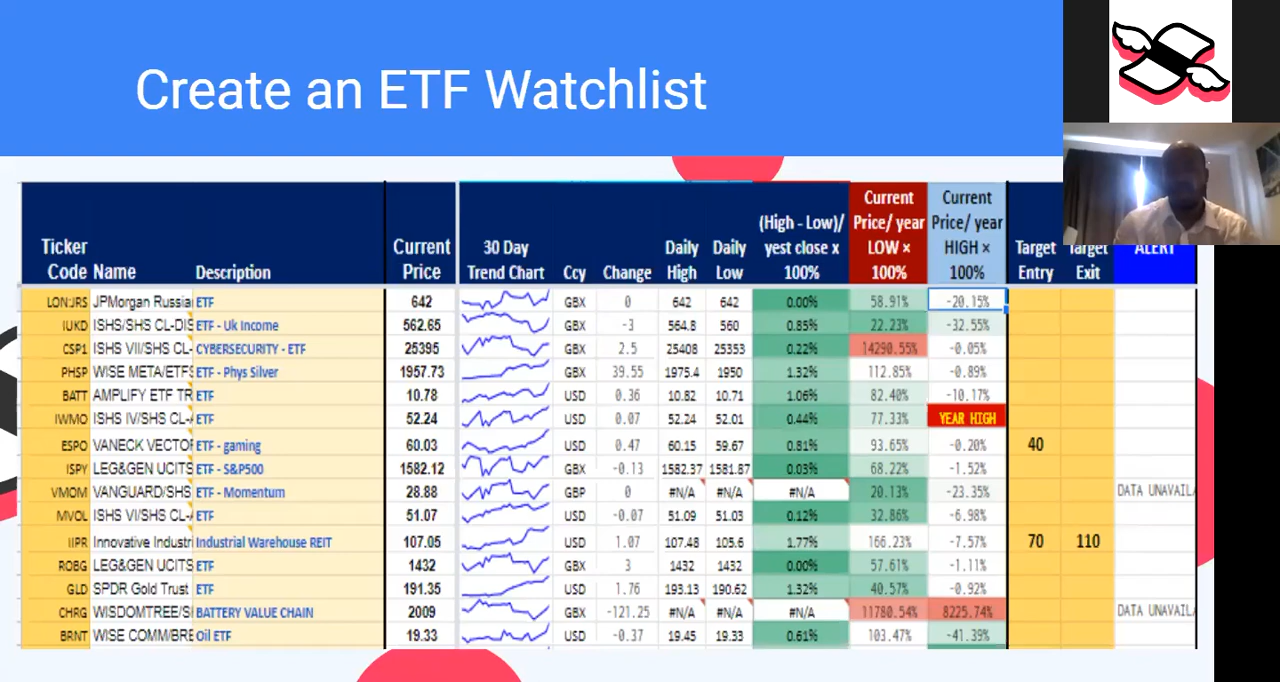 Create an ETF Watchlist
Ticker Code Name Description Current Price 30 Day Trend Chart Ccy Change Daily High Daily Low (High - Low)/ yest close x 100% Current Price/ year LOW × 100% Current Price/ year HIGH × 100% Target Entry Target Exit ALERT
LON:JRS JPMorgan Russia ETF 642 GBX 0 642 642 0.00% 58.91% -20.15%
IUKD ISHS/SHS CL-DIS ETF - Uk Income 562.65 GBX -3 564.8 560 0.85% 22.23% -32.55%
CSP1 ISHS VII/SHS CL- CYBERSECURITY - ETF 25395 GBX 2.5 25408 25353 0.22% 14290.55% -0.05%
PHSP WISE META/ETFS ETF - Phys Silver 1957.73 GBX 39.55 1975.4 1950 1.32% 112.85% -0.89%
BATT AMPLIFY ETF TR ETF 10.78 USD 0.36 10.82 10.71 1.06% 82.40% -10.17%
IWMO ISHS IV/SHS CL-A ETF 52.24 USD 0.07 52.24 52.01 0.44% 77.33% YEAR HIGH
ESPO VANECK VECTO ETF - gaming 60.03 USD 0.47 60.15 59.67 0.81% 93.65% -0.20% 40
ISPY LEG&GEN UCITS ETF - S&P500 1582.12 GBX -0.13 1582.37 1581.87 0.03% 68.22% -1.52%
VMOM VANGUARD/SHS ETF - Momentum 28.88 GBP 0 #N/A #N/A #N/A 20.13% -23.35% DATA UNAVAIL
MVOL ISHS VI/SHS CL-A ETF 51.07 USD -0.07 51.09 51.03 0.12% 32.86% -6.98%
IIPR Innovative Industri Industrial Warehouse REIT 107.05 USD 1.07 107.48 105.6 1.77% 166.23% -7.57% 70 110
ROBG LEG&GEN UCITS ETF 1432 GBX 3 1432 1432 0.00% 57.61% -1.11%
GLD SPDR Gold Trust ETF 191.35 USD 1.76 193.13 190.62 1.32% 40.57% -0.92%
CHRG WISDOMTREE/S BATTERY VALUE CHAIN 2009 GBX -121.25 #N/A #N/A #N/A 11780.54% 8225.74% DATA UNAVAIL
BRNT WISE COMM/BRE Oil ETF 19.33 USD -0.37 19.45 19.33 0.61% 103.47% -41.39%